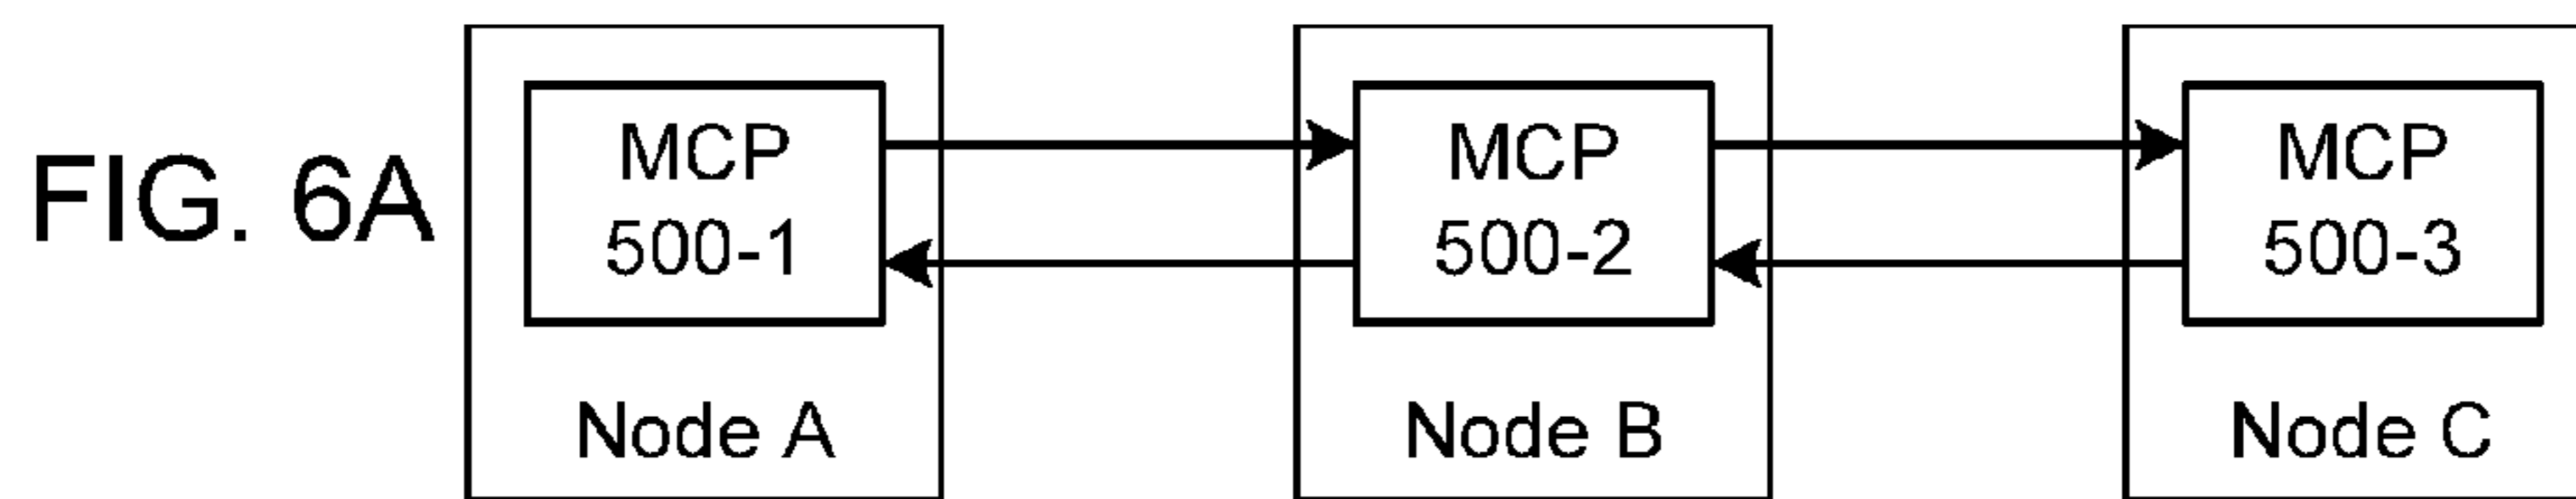 FIG. 6A
MCP
500-1
Node A
MCP
500-2
Node B
MCP
500-3
Node C